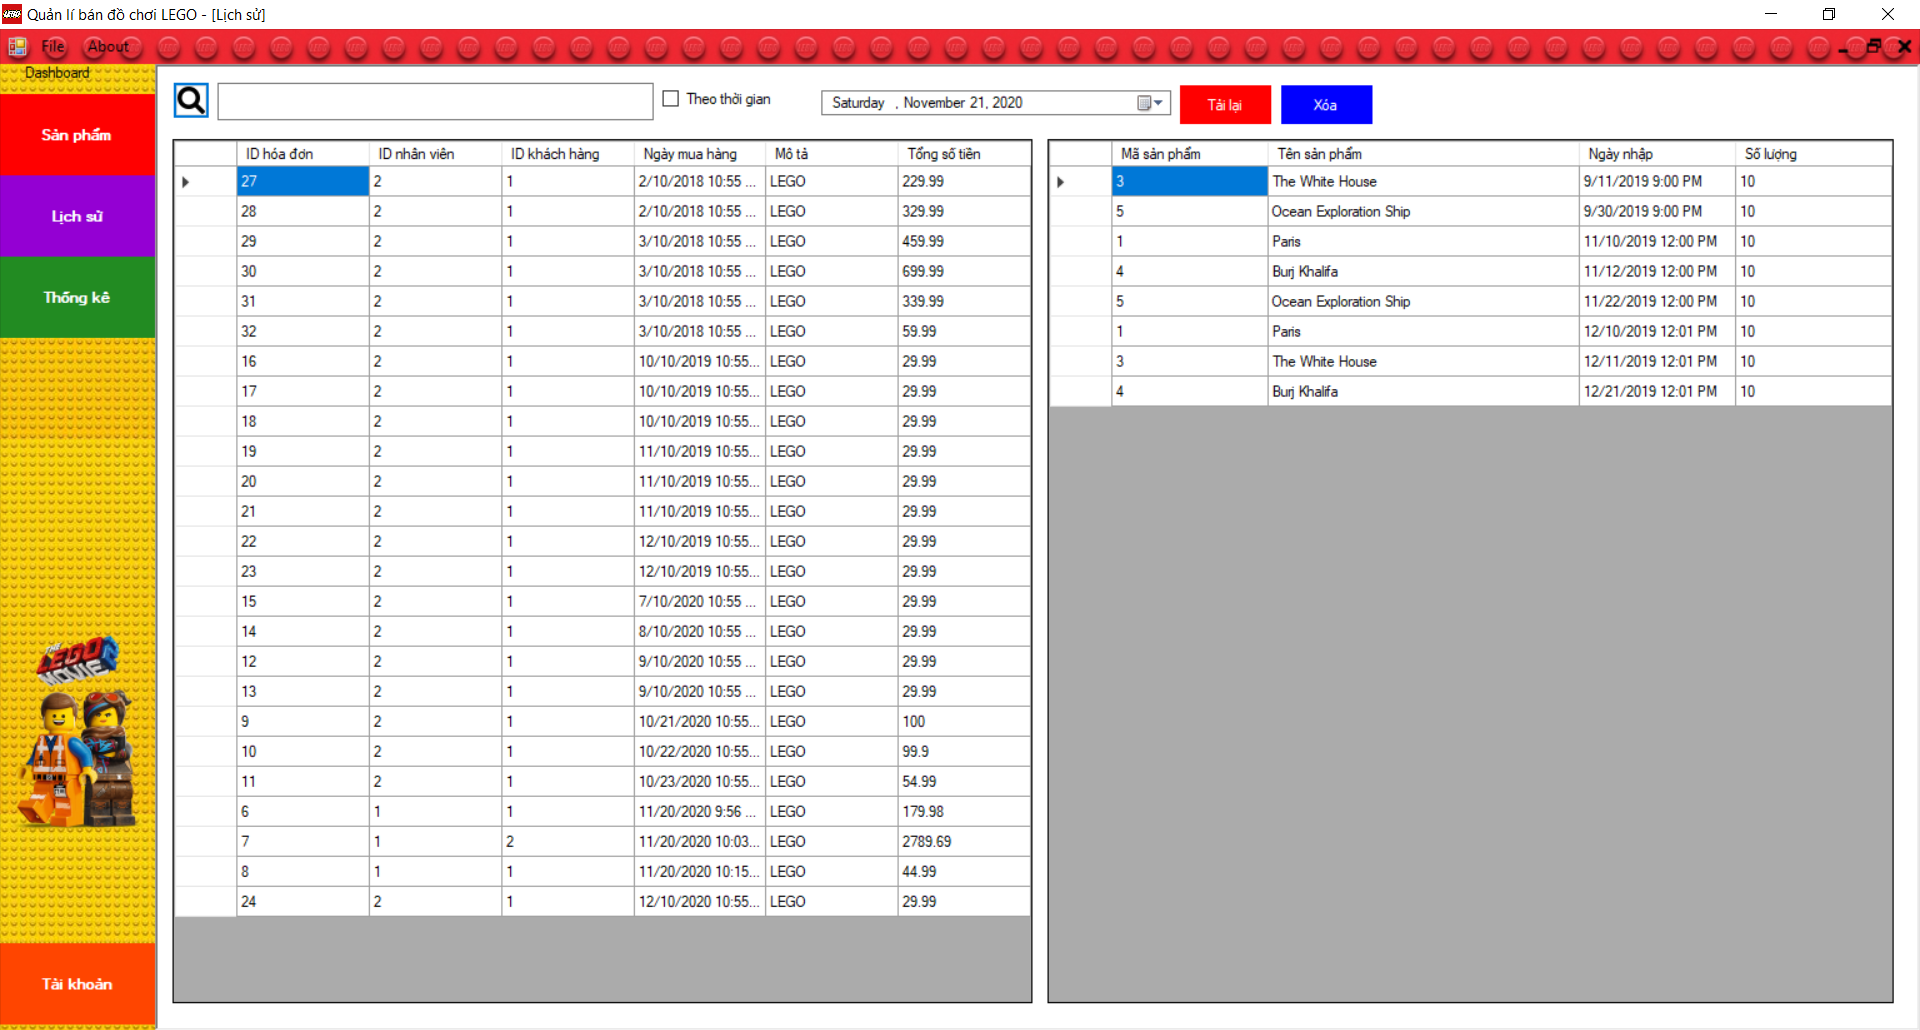 Quản lí bán đồ chơi LEGO - [Lịch sử]
File About
Dashboard
Sản phẩm
Lịch sử
Thống kê
THE LEGO MOVIE 2
Tài khoản
Theo thời gian
Saturday , November 21, 2020
Tải lại
Xóa
ID hóa đơn ID nhân viên ID khách hàng Ngày mua hàng Mô tả Tổng số tiền
27 2 1 2/10/2018 10:55 ... LEGO 229.99
28 2 1 2/10/2018 10:55 ... LEGO 329.99
29 2 1 3/10/2018 10:55 ... LEGO 459.99
30 2 1 3/10/2018 10:55 ... LEGO 699.99
31 2 1 3/10/2018 10:55 ... LEGO 339.99
32 2 1 3/10/2018 10:55 ... LEGO 59.99
16 2 1 10/10/2019 10:55... LEGO 29.99
17 2 1 10/10/2019 10:55... LEGO 29.99
18 2 1 10/10/2019 10:55... LEGO 29.99
19 2 1 11/10/2019 10:55... LEGO 29.99
20 2 1 11/10/2019 10:55... LEGO 29.99
21 2 1 11/10/2019 10:55... LEGO 29.99
22 2 1 12/10/2019 10:55... LEGO 29.99
23 2 1 12/10/2019 10:55... LEGO 29.99
15 2 1 7/10/2020 10:55 ... LEGO 29.99
14 2 1 8/10/2020 10:55 ... LEGO 29.99
12 2 1 9/10/2020 10:55 ... LEGO 29.99
13 2 1 9/10/2020 10:55 ... LEGO 29.99
9 2 1 10/21/2020 10:55... LEGO 100
10 2 1 10/22/2020 10:55... LEGO 99.9
11 2 1 10/23/2020 10:55... LEGO 54.99
6 1 1 11/20/2020 9:56 ... LEGO 179.98
7 1 2 11/20/2020 10:03... LEGO 2789.69
8 1 1 11/20/2020 10:15... LEGO 44.99
24 2 1 12/10/2020 10:55... LEGO 29.99
Mã sản phẩm Tên sản phẩm Ngày nhập Số lượng
3 The White House 9/11/2019 9:00 PM 10
5 Ocean Exploration Ship 9/30/2019 9:00 PM 10
1 Paris 11/10/2019 12:00 PM 10
4 Burj Khalifa 11/12/2019 12:00 PM 10
5 Ocean Exploration Ship 11/22/2019 12:00 PM 10
1 Paris 12/10/2019 12:01 PM 10
3 The White House 12/11/2019 12:01 PM 10
4 Burj Khalifa 12/21/2019 12:01 PM 10